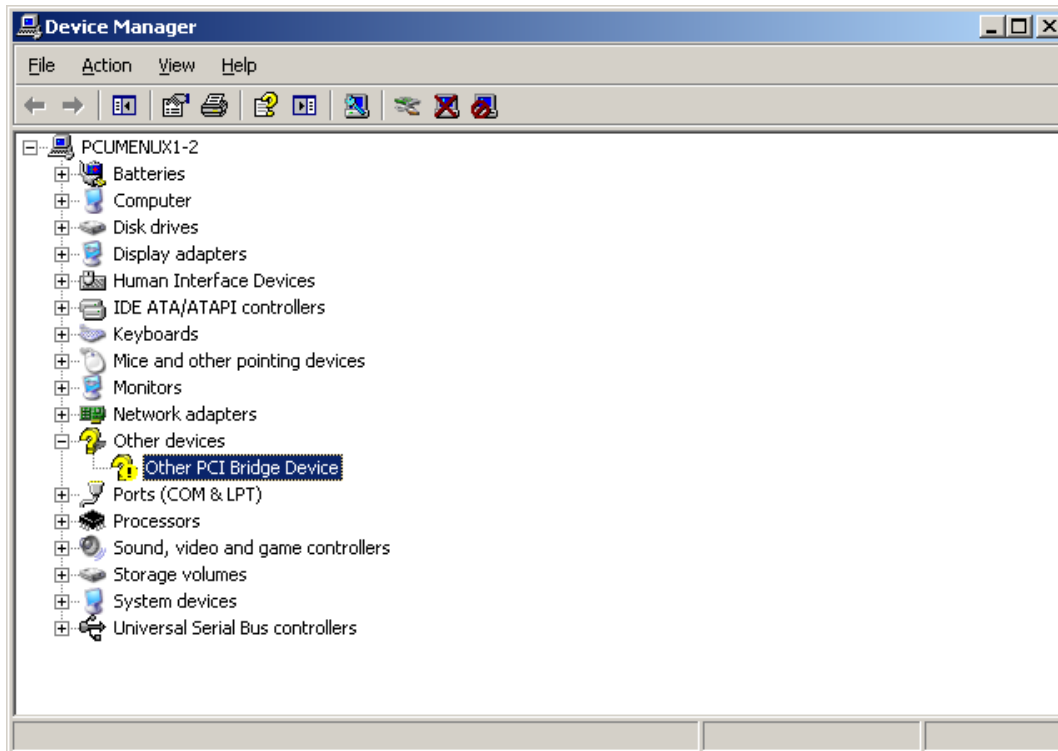 Device Manager
File Action View Help
PCUMENUX1-2
Batteries
Computer
Disk drives
Display adapters
Human Interface Devices
IDE ATA/ATAPI controllers
Keyboards
Mice and other pointing devices
Monitors
Network adapters
Other devices
Other PCI Bridge Device
Ports (COM & LPT)
Processors
Sound, video and game controllers
Storage volumes
System devices
Universal Serial Bus controllers